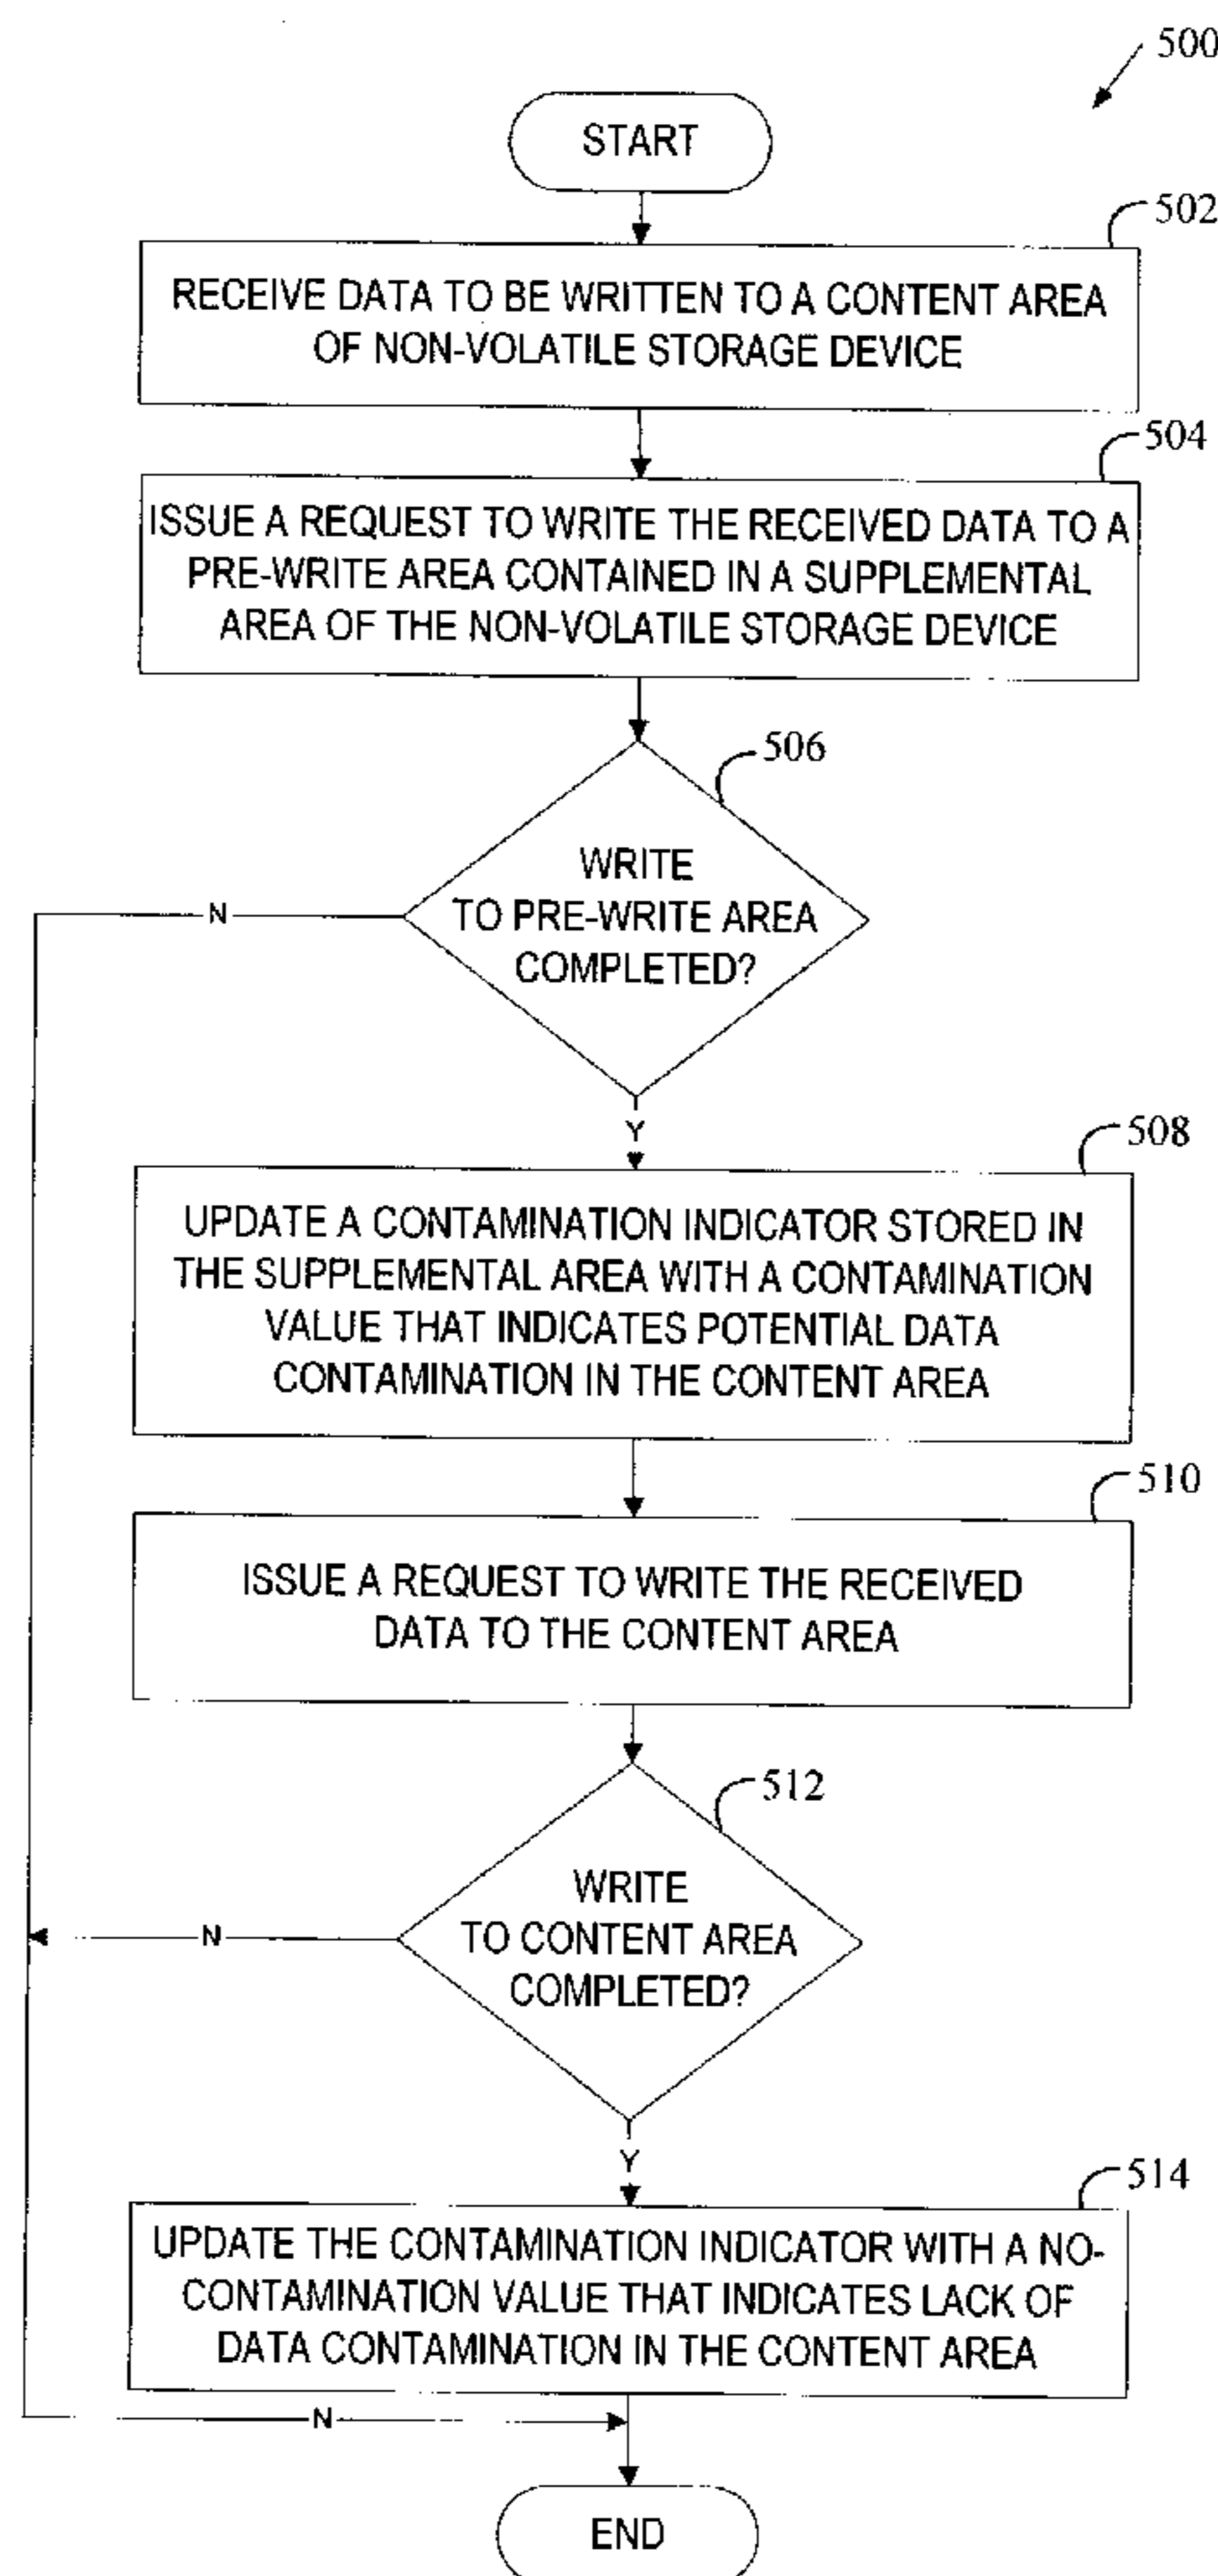 500
START
502
RECEIVE DATA TO BE WRITTEN TO A CONTENT AREA
OF NON-VOLATILE STORAGE DEVICE
504
ISSUE A REQUEST TO WRITE THE RECEIVED DATA TO A
PRE-WRITE AREA CONTAINED IN A SUPPLEMENTAL
AREA OF THE NON-VOLATILE STORAGE DEVICE
506
WRITE
TO PRE-WRITE AREA
COMPLETED?
N
Y
508
UPDATE A CONTAMINATION INDICATOR STORED IN
THE SUPPLEMENTAL AREA WITH A CONTAMINATION
VALUE THAT INDICATES POTENTIAL DATA
CONTAMINATION IN THE CONTENT AREA
510
ISSUE A REQUEST TO WRITE THE RECEIVED
DATA TO THE CONTENT AREA
512
WRITE
TO CONTENT AREA
COMPLETED?
N
Y
514
UPDATE THE CONTAMINATION INDICATOR WITH A NO-
CONTAMINATION VALUE THAT INDICATES LACK OF
DATA CONTAMINATION IN THE CONTENT AREA
N
END